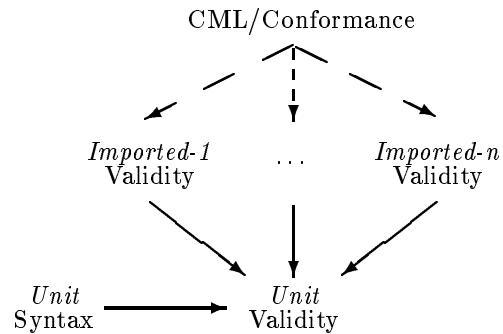 CML/Conformance
Imported-1
Validity
...
Imported-n
Validity
Unit
Syntax
Unit
Validity